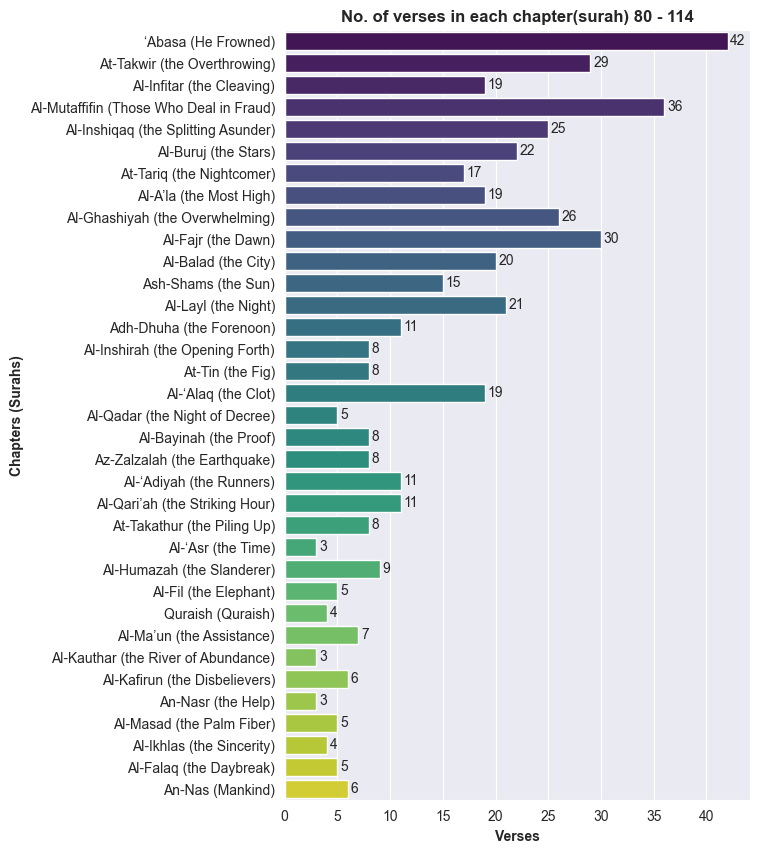 No. of verses in each chapter(surah) 80 - 114
Chapters (Surahs)
‘Abasa (He Frowned) 42
At-Takwir (the Overthrowing) 29
Al-Infitar (the Cleaving) 19
Al-Mutaffifin (Those Who Deal in Fraud) 36
Al-Inshiqaq (the Splitting Asunder) 25
Al-Buruj (the Stars) 22
At-Tariq (the Nightcomer) 17
Al-A’la (the Most High) 19
Al-Ghashiyah (the Overwhelming) 26
Al-Fajr (the Dawn) 30
Al-Balad (the City) 20
Ash-Shams (the Sun) 15
Al-Layl (the Night) 21
Adh-Dhuha (the Forenoon) 11
Al-Inshirah (the Opening Forth) 8
At-Tin (the Fig) 8
Al-‘Alaq (the Clot) 19
Al-Qadar (the Night of Decree) 5
Al-Bayinah (the Proof) 8
Az-Zalzalah (the Earthquake) 8
Al-‘Adiyah (the Runners) 11
Al-Qari’ah (the Striking Hour) 11
At-Takathur (the Piling Up) 8
Al-‘Asr (the Time) 3
Al-Humazah (the Slanderer) 9
Al-Fil (the Elephant) 5
Quraish (Quraish) 4
Al-Ma’un (the Assistance) 7
Al-Kauthar (the River of Abundance) 3
Al-Kafirun (the Disbelievers) 6
An-Nasr (the Help) 3
Al-Masad (the Palm Fiber) 5
Al-Ikhlas (the Sincerity) 4
Al-Falaq (the Daybreak) 5
An-Nas (Mankind) 6
0 5 10 15 20 25 30 35 40
Verses